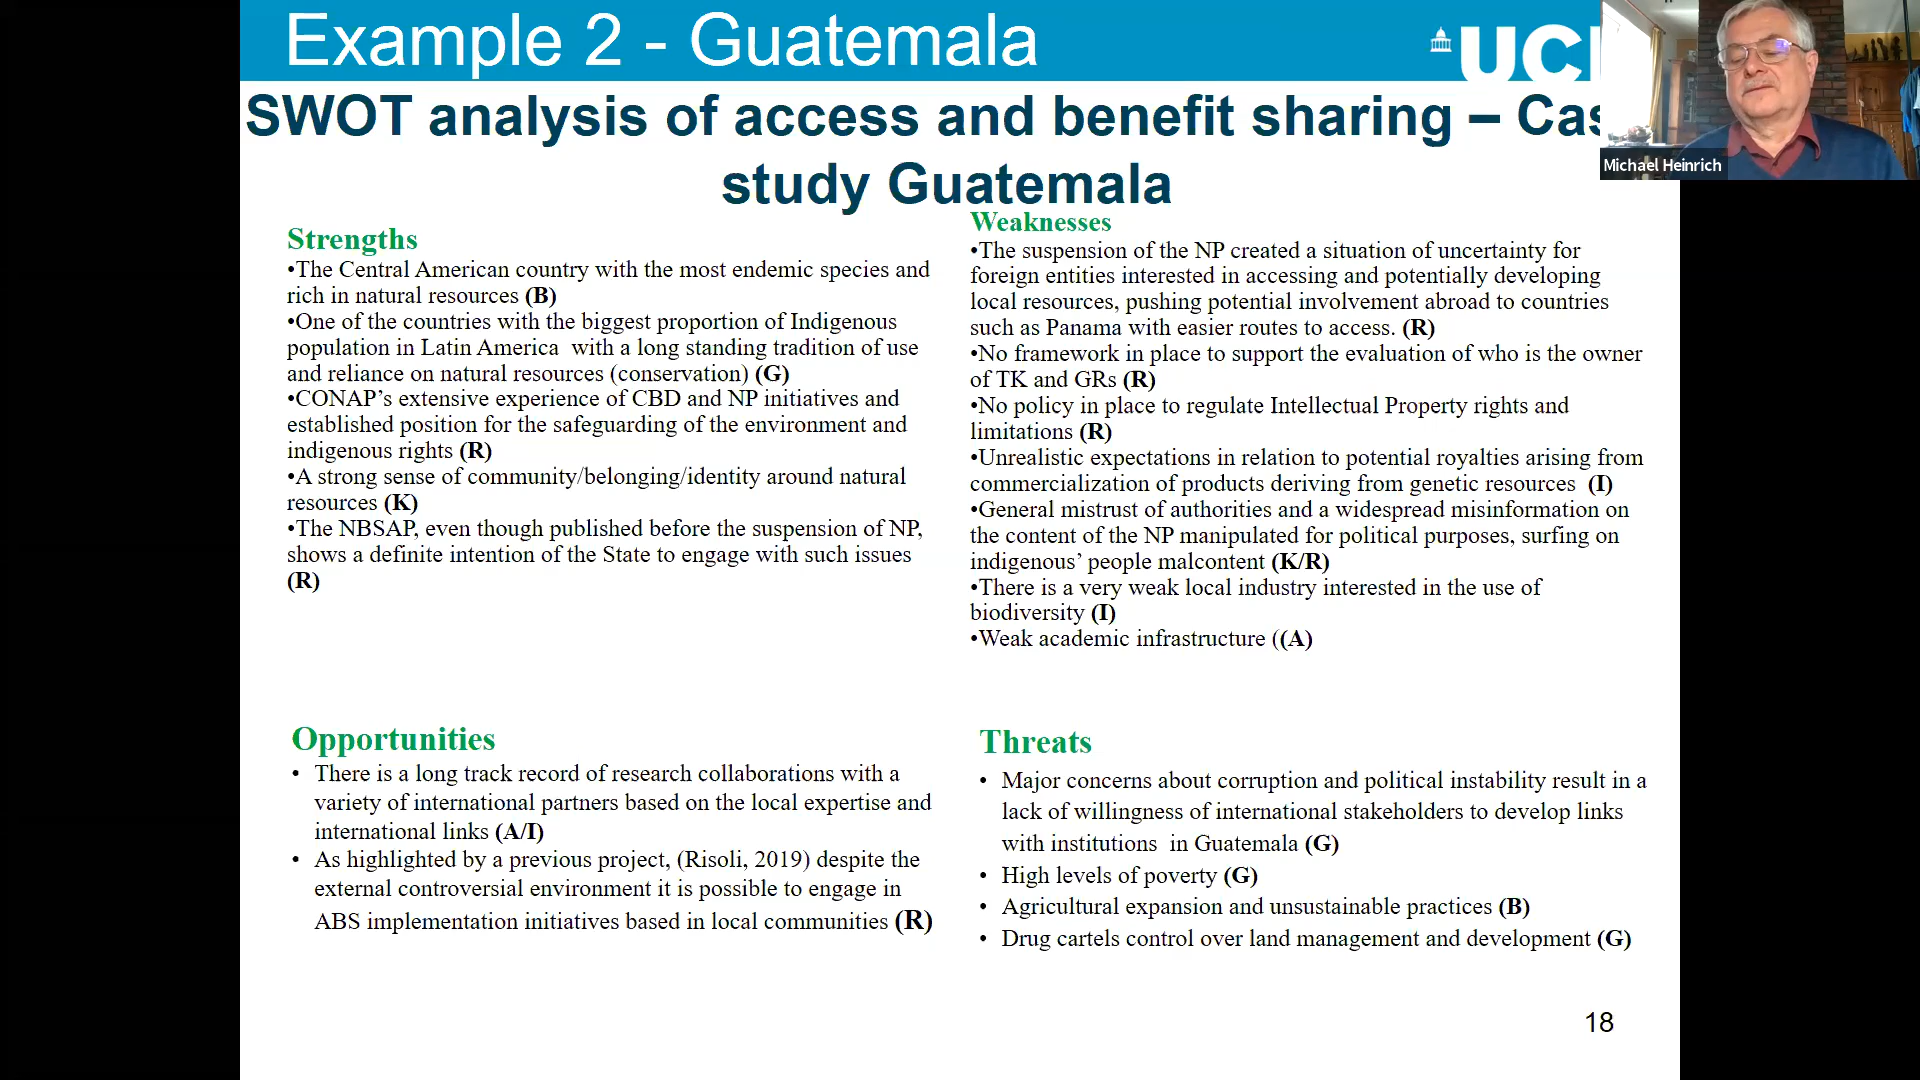 Example 2 - Guatemala
UCL
SWOT analysis of access and benefit sharing – Cas
study Guatemala
Michael Heinrich
Strengths
•The Central American country with the most endemic species and
rich in natural resources (B)
•One of the countries with the biggest proportion of Indigenous
population in Latin America with a long standing tradition of use
and reliance on natural resources (conservation) (G)
•CONAP’s extensive experience of CBD and NP initiatives and
established position for the safeguarding of the environment and
indigenous rights (R)
•A strong sense of community/belonging/identity around natural
resources (K)
•The NBSAP, even though published before the suspension of NP,
shows a definite intention of the State to engage with such issues
(R)
Weaknesses
•The suspension of the NP created a situation of uncertainty for
foreign entities interested in accessing and potentially developing
local resources, pushing potential involvement abroad to countries
such as Panama with easier routes to access. (R)
•No framework in place to support the evaluation of who is the owner
of TK and GRs (R)
•No policy in place to regulate Intellectual Property rights and
limitations (R)
•Unrealistic expectations in relation to potential royalties arising from
commercialization of products deriving from genetic resources (I)
•General mistrust of authorities and a widespread misinformation on
the content of the NP manipulated for political purposes, surfing on
indigenous’ people malcontent (K/R)
•There is a very weak local industry interested in the use of
biodiversity (I)
•Weak academic infrastructure ((A)
Opportunities
• There is a long track record of research collaborations with a
variety of international partners based on the local expertise and
international links (A/I)
• As highlighted by a previous project, (Risoli, 2019) despite the
external controversial environment it is possible to engage in
ABS implementation initiatives based in local communities (R)
Threats
• Major concerns about corruption and political instability result in a
lack of willingness of international stakeholders to develop links
with institutions in Guatemala (G)
• High levels of poverty (G)
• Agricultural expansion and unsustainable practices (B)
• Drug cartels control over land management and development (G)
18